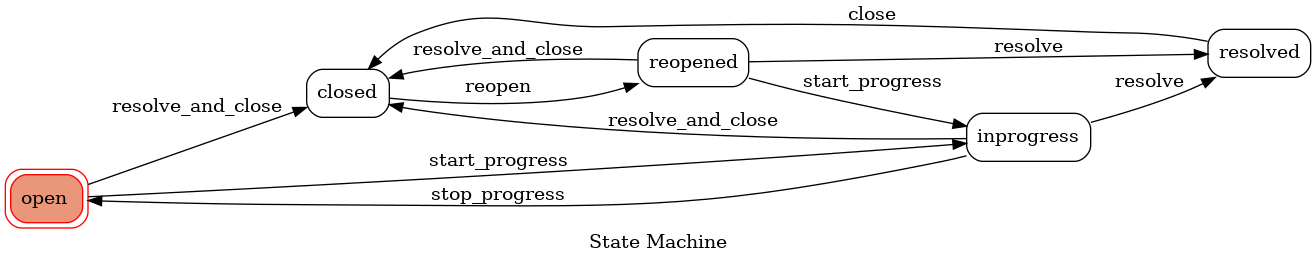 close
resolve_and_close
resolve
reopened
resolved
closed
reopen
start_progress
resolve
resolve_and_close
resolve_and_close
inprogress
start_progress
stop_progress
open
State Machine